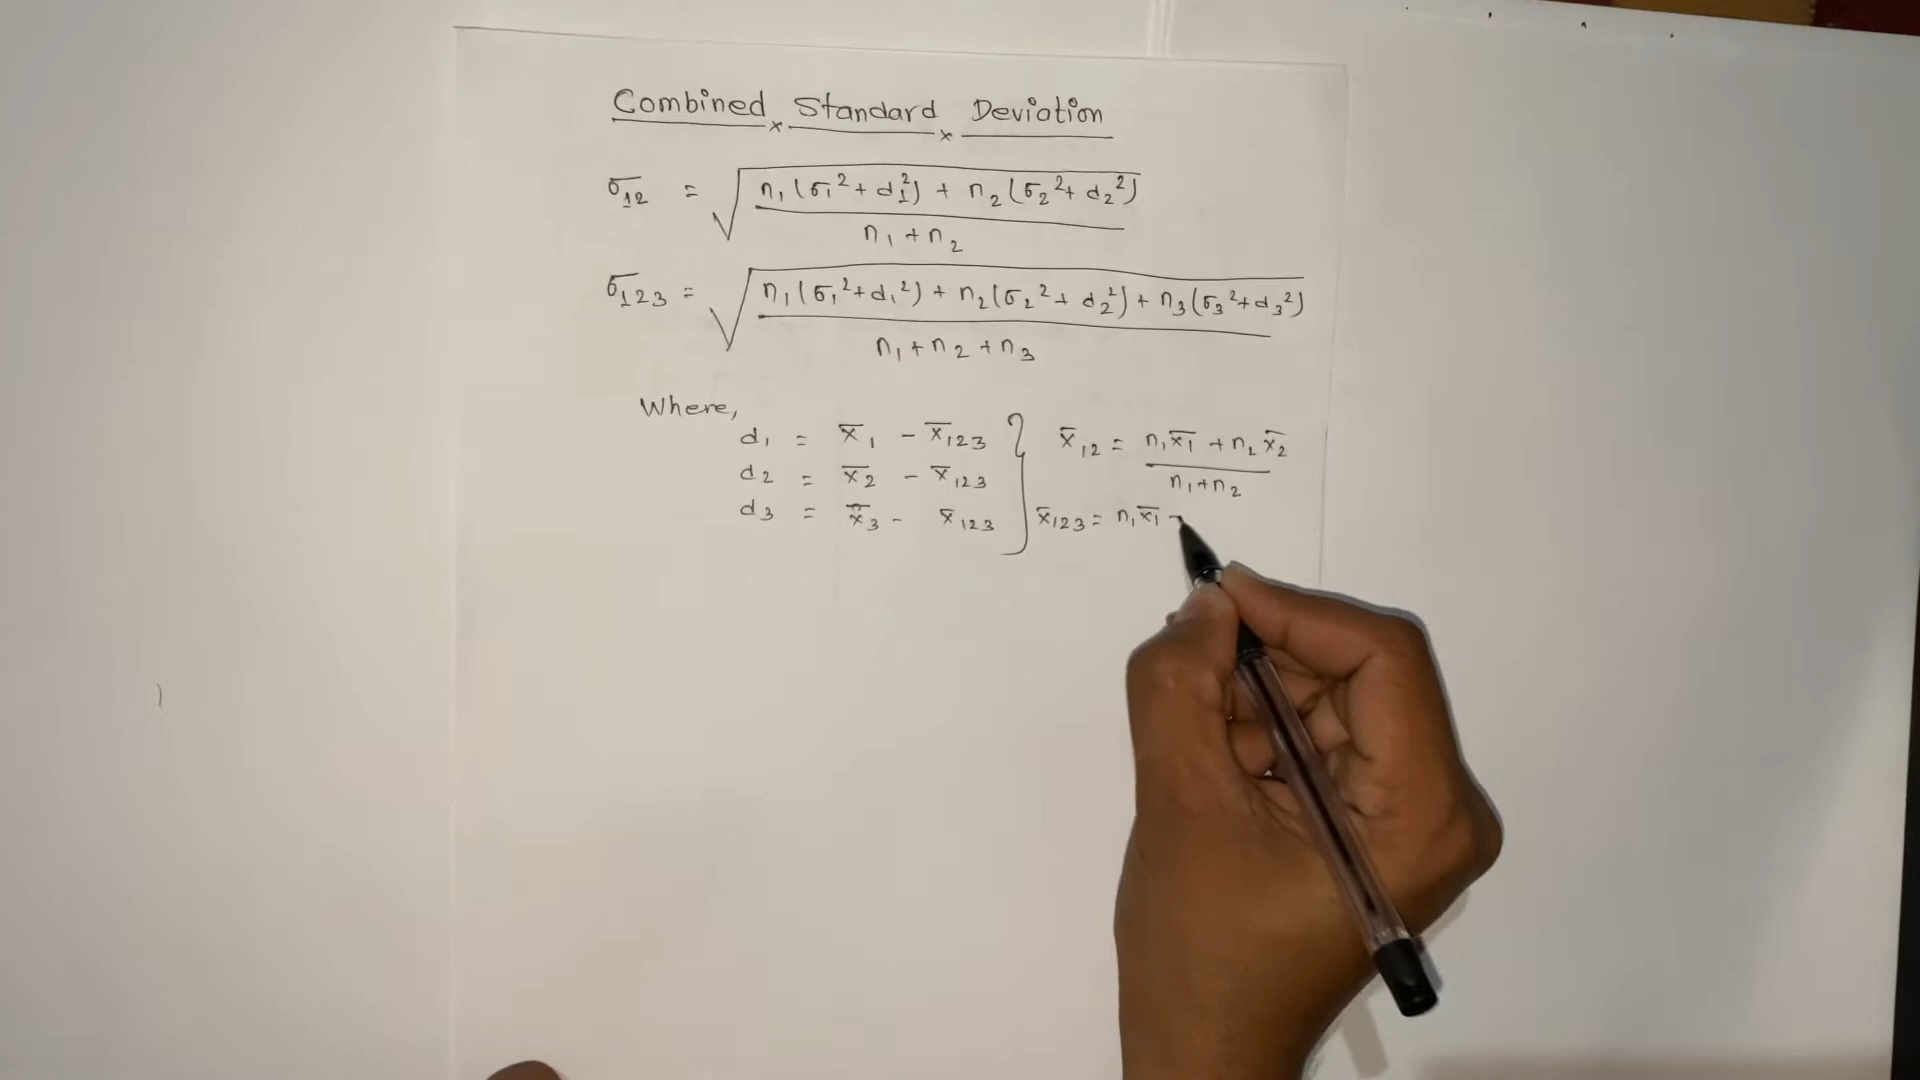 Combined Standard Deviation
σ₁₂ = √(n₁(σ₁²+d₁²) + n₂(σ₂²+d₂²) / n₁+n₂)
σ₁₂₃ = √(n₁(σ₁²+d₁²) + n₂(σ₂²+d₂²) + n₃(σ₃²+d₃²) / n₁+n₂+n₃)
Where,
d₁ = x̄₁ - x̄₁₂₃ } x̄₁₂ = n₁x̄₁ + n₂x̄₂ / n₁+n₂
d₂ = x̄₂ - x̄₁₂₃
d₃ = x̄₃ - x̄₁₂₃ x̄₁₂₃ = n₁x̄₁ -